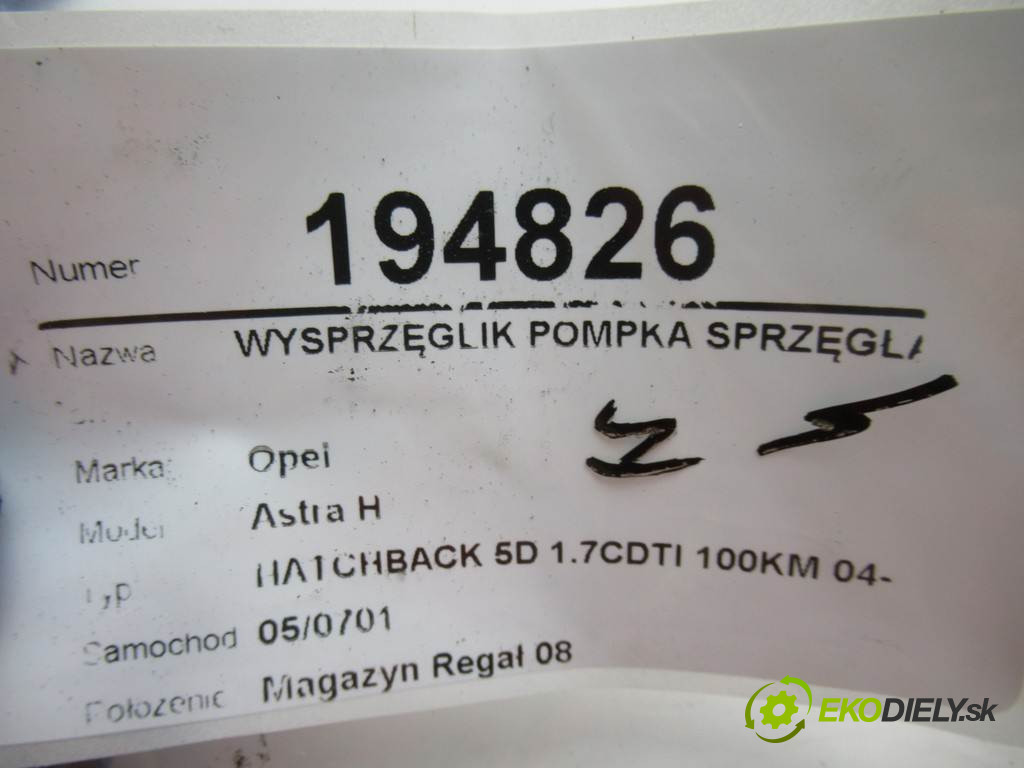 Numer 194826
Nazwa WYSPRZĘGLIK POMPKA SPRZĘGŁA
Marka: Opel
Model Astra H
Typ HATCHBACK 5D 1.7CDTI 100KM 04-
Samochod 05/0701
Położenie Magazyn Regał 08
EKODIELY.sk